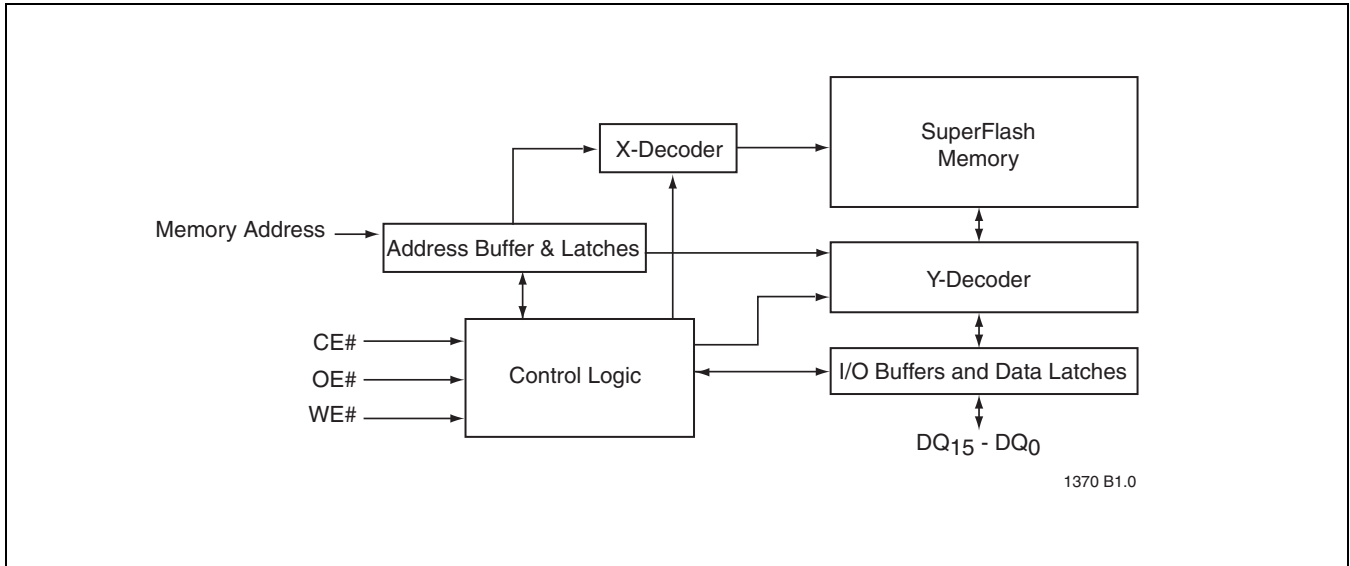 SuperFlash
Memory
X-Decoder
Memory Address
Address Buffer & Latches
Y-Decoder
CE#
OE#
WE#
Control Logic
I/O Buffers and Data Latches
DQ15 - DQ0
1370 B1.0